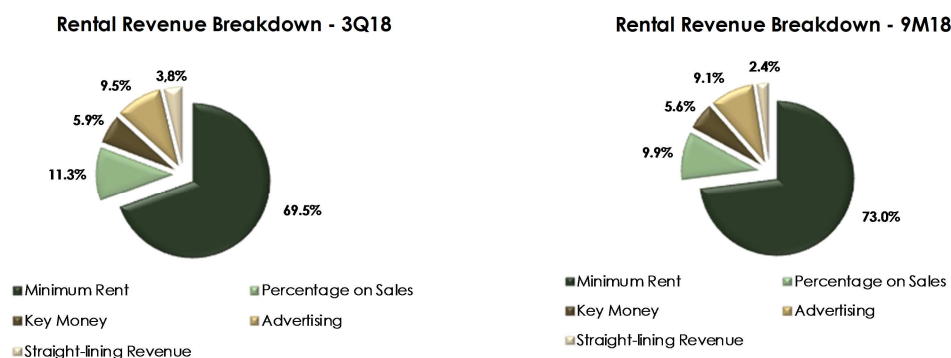 Rental Revenue Breakdown - 3Q18
3,8%
9.5%
5.9%
11.3%
69.5%
Minimum Rent
Percentage on Sales
Key Money
Advertising
Straight-lining Revenue
Rental Revenue Breakdown - 9M18
2.4%
9.1%
5.6%
9.9%
73.0%
Minimum Rent
Percentage on Sales
Key Money
Advertising
Straight-lining Revenue